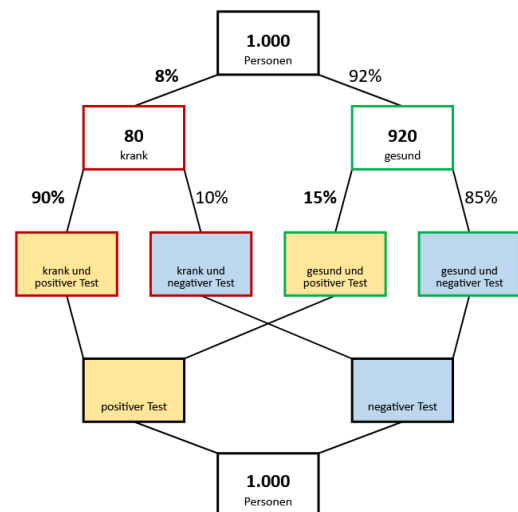 1.000
Personen
8%
92%
80
krank
920
gesund
90%
10%
15%
85%
krank und
positiver Test
krank und
negativer Test
gesund und
positiver Test
gesund und
negativer Test
positiver Test
negativer Test
1.000
Personen